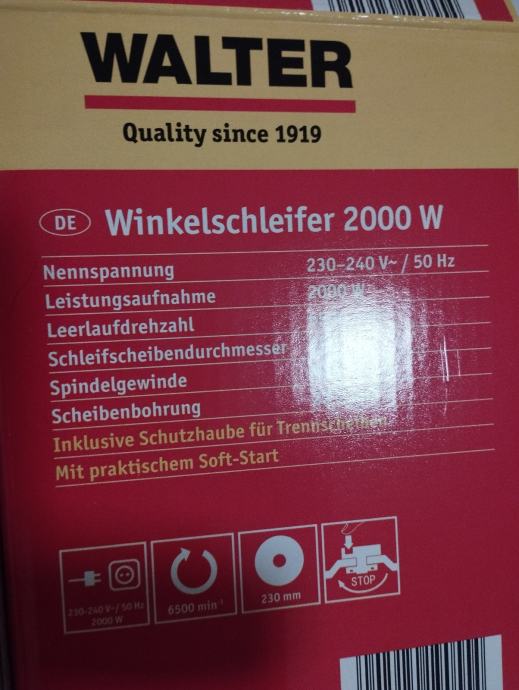 WALTER
Quality since 1919
DE Winkelschleifer 2000 W
Nennspannung 230-240 V~ / 50 Hz
Leistungsaufnahme 2000 W
Leerlaufdrehzahl
Schleifscheibendurchmesser
Spindelgewinde
Scheibenbohrung
Inklusive Schutzhaube für Trennscheiben
Mit praktischem Soft-Start
230-240 V~/ 50 Hz
2000 W
6500 min⁻¹
230 mm
STOP